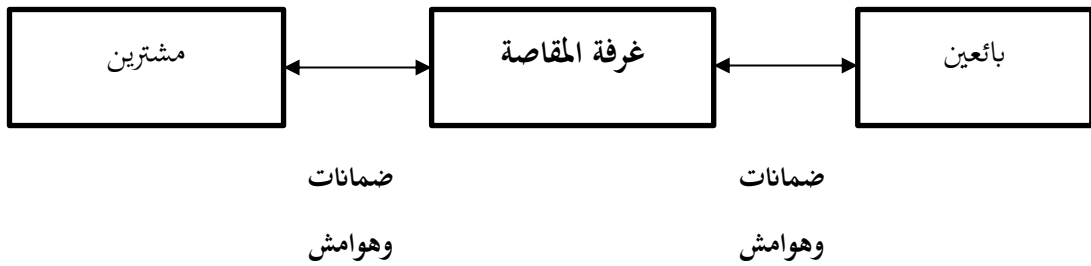 بائعين
غرفة المقاصة
مشترين
ضمانات
وهوامش
ضمانات
وهوامش